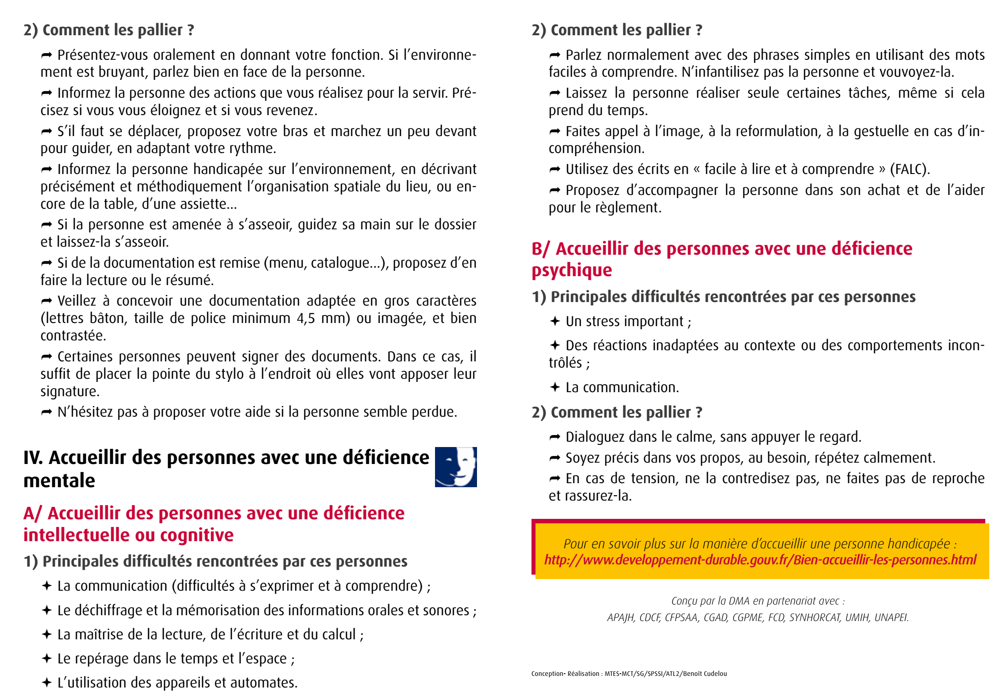 2) Comment les pallier ?
➦ Présentez-vous oralement en donnant votre fonction. Si l’environne-
ment est bruyant, parlez bien en face de la personne.
➦ Informez la personne des actions que vous réalisez pour la servir. Pré-
cisez si vous vous éloignez et si vous revenez.
➦ S’il faut se déplacer, proposez votre bras et marchez un peu devant
pour guider, en adaptant votre rythme.
➦ Informez la personne handicapée sur l’environnement, en décrivant
précisément et méthodiquement l’organisation spatiale du lieu, ou en-
core de la table, d’une assiette...
➦ Si la personne est amenée à s’asseoir, guidez sa main sur le dossier
et laissez-la s’asseoir.
➦ Si de la documentation est remise (menu, catalogue...), proposez d’en
faire la lecture ou le résumé.
➦ Veillez à concevoir une documentation adaptée en gros caractères
(lettres bâton, taille de police minimum 4,5 mm) ou imagée, et bien
contrastée.
➦ Certaines personnes peuvent signer des documents. Dans ce cas, il
suffit de placer la pointe du stylo à l’endroit où elles vont apposer leur
signature.
➦ N’hésitez pas à proposer votre aide si la personne semble perdue.
IV. Accueillir des personnes avec une déficience
mentale
A/ Accueillir des personnes avec une déficience
intellectuelle ou cognitive
1) Principales difficultés rencontrées par ces personnes
✦ La communication (difficultés à s’exprimer et à comprendre) ;
✦ Le déchiffrage et la mémorisation des informations orales et sonores ;
✦ La maîtrise de la lecture, de l’écriture et du calcul ;
✦ Le repérage dans le temps et l’espace ;
✦ L’utilisation des appareils et automates.
2) Comment les pallier ?
➦ Parlez normalement avec des phrases simples en utilisant des mots
faciles à comprendre. N’infantilisez pas la personne et vouvoyez-la.
➦ Laissez la personne réaliser seule certaines tâches, même si cela
prend du temps.
➦ Faites appel à l’image, à la reformulation, à la gestuelle en cas d’in-
compréhension.
➦ Utilisez des écrits en « facile à lire et à comprendre » (FALC).
➦ Proposez d’accompagner la personne dans son achat et de l’aider
pour le règlement.
B/ Accueillir des personnes avec une déficience
psychique
1) Principales difficultés rencontrées par ces personnes
✦ Un stress important ;
✦ Des réactions inadaptées au contexte ou des comportements incon-
trôlés ;
✦ La communication.
2) Comment les pallier ?
➦ Dialoguez dans le calme, sans appuyer le regard.
➦ Soyez précis dans vos propos, au besoin, répétez calmement.
➦ En cas de tension, ne la contredisez pas, ne faites pas de reproche
et rassurez-la.
Pour en savoir plus sur la manière d’accueillir une personne handicapée :
http://www.developpement-durable.gouv.fr/Bien-accueillir-les-personnes.html
Conçu par la DMA en partenariat avec :
APAJH, CDCF, CFPSAA, CGAD, CGPME, FCD, SYNHORCAT, UMIH, UNAPEI.
Conception- Réalisation : MTES-MCT/SG/SPSSI/ATL2/Benoît Cudelou